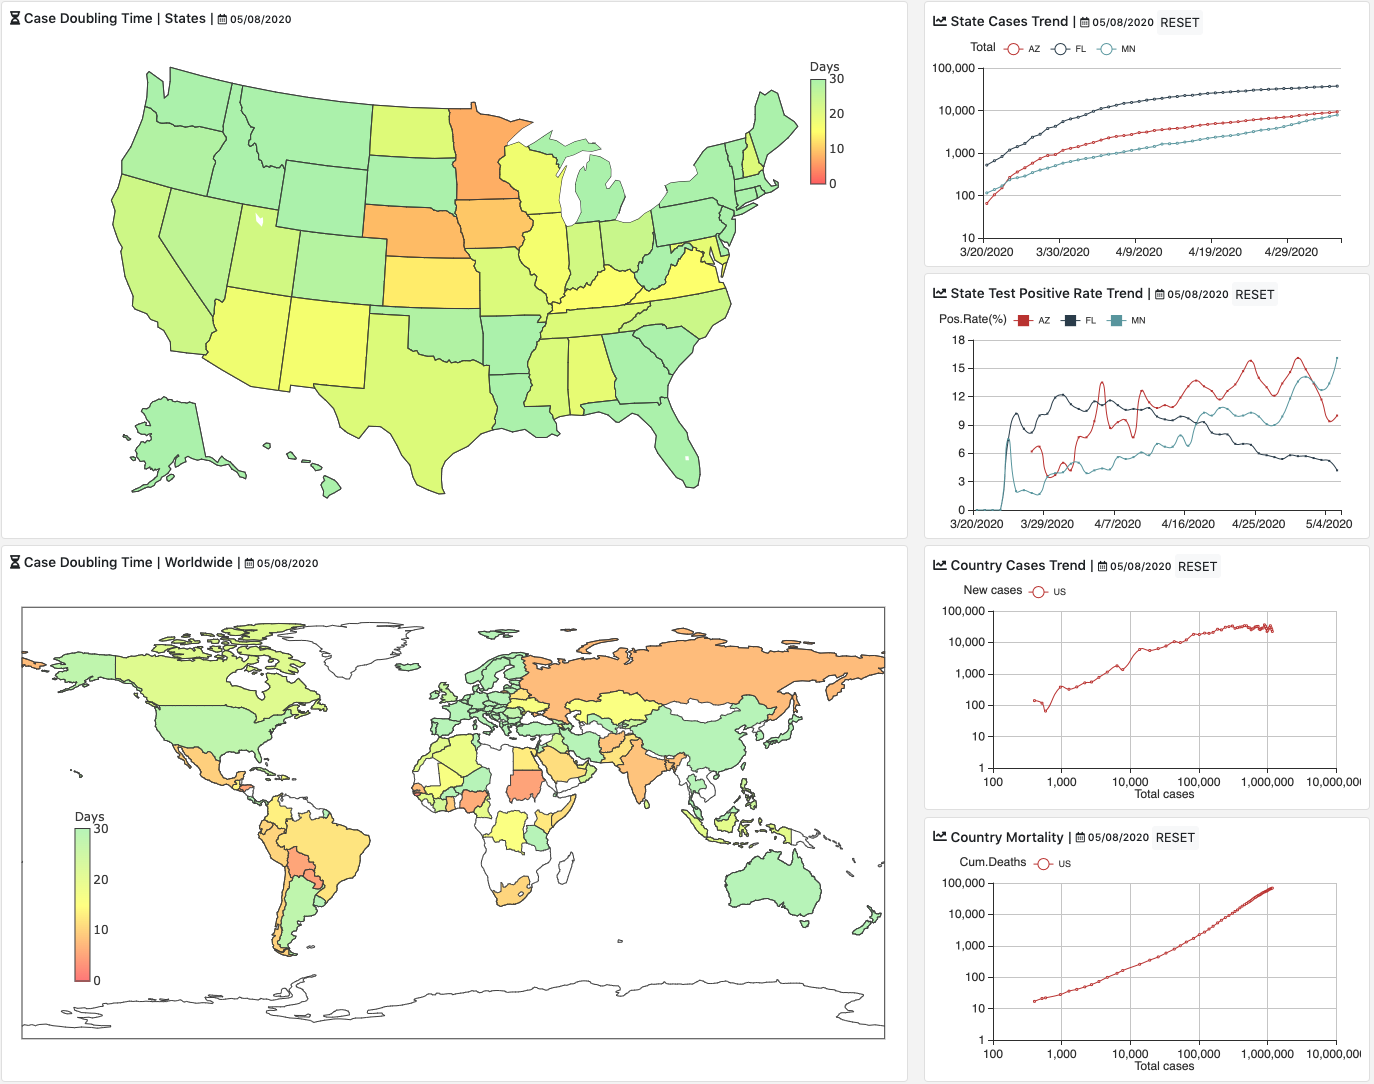 Case Doubling Time | States | 05/08/2020
Days
30
20
10
0
State Cases Trend | 05/08/2020 RESET
Total AZ FL MN
100,000
10,000
1,000
100
10
3/20/2020 3/30/2020 4/9/2020 4/19/2020 4/29/2020
State Test Positive Rate Trend | 05/08/2020 RESET
Pos.Rate(%) AZ FL MN
18
15
12
9
6
3
0
3/20/2020 3/29/2020 4/7/2020 4/16/2020 4/25/2020 5/4/2020
Case Doubling Time | Worldwide | 05/08/2020
Days
30
20
10
0
Country Cases Trend | 05/08/2020 RESET
New cases US
100,000
10,000
1,000
100
10
1
100 1,000 10,000 100,000 1,000,000 10,000,00
Total cases
Country Mortality | 05/08/2020 RESET
Cum.Deaths US
100,000
10,000
1,000
100
10
1
100 1,000 10,000 100,000 1,000,000 10,000,00
Total cases